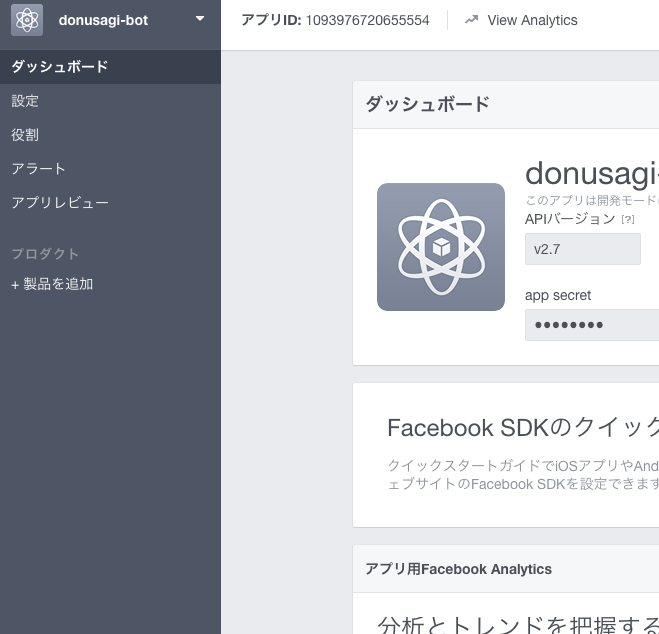 donusagi-bot
アプリID: 1093976720655554
View Analytics
ダッシュボード
設定
役割
アラート
アプリレビュー
プロダクト
+ 製品を追加
ダッシュボード
donusagi-
このアプリは開発モード
APIバージョン [?]
v2.7
app secret
●●●●●●●●
Facebook SDKのクイック
クイックスタートガイドでiOSアプリやAnd
ェブサイトのFacebook SDKを設定できます
アプリ用Facebook Analytics
分析とトレンドを把握する